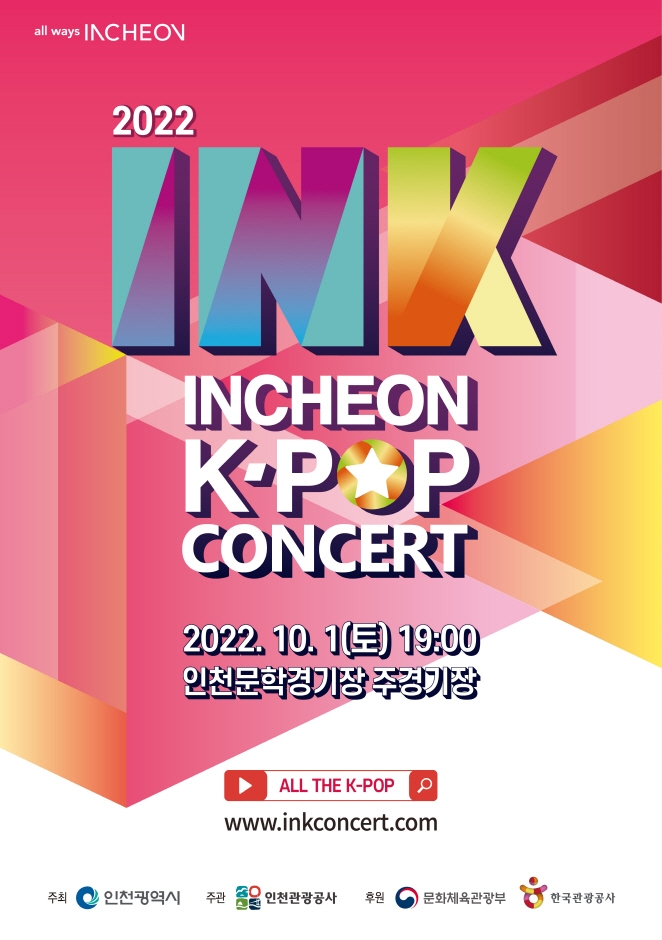 all ways INCHEON
2022
INK
INCHEON
K-POP
CONCERT
2022. 10. 1(토) 19:00
인천문학경기장 주경기장
ALL THE K-POP
www.inkconcert.com
주최 인천광역시 주관 인천관광공사 후원 문화체육관광부 한국관광공사